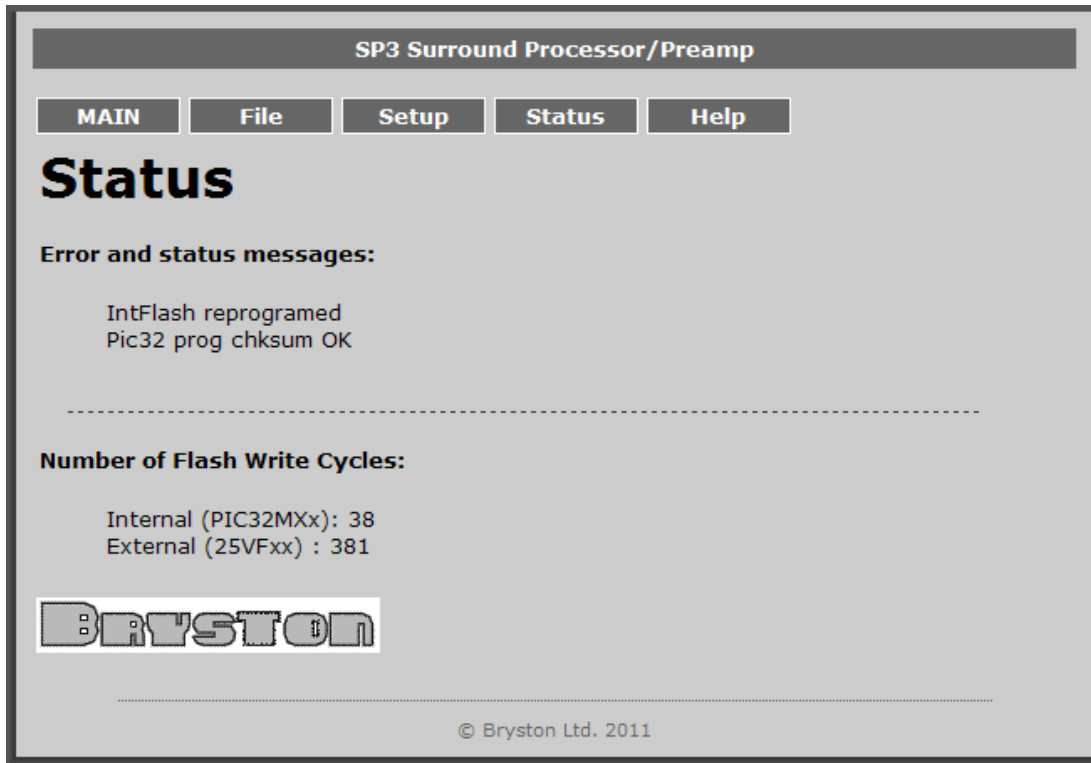 SP3 Surround Processor/Preamp
MAIN File Setup Status Help
Status
Error and status messages:
IntFlash reprogramed
Pic32 prog chksum OK
Number of Flash Write Cycles:
Internal (PIC32MXx): 38
External (25VFxx) : 381
BRYSTON
© Bryston Ltd. 2011